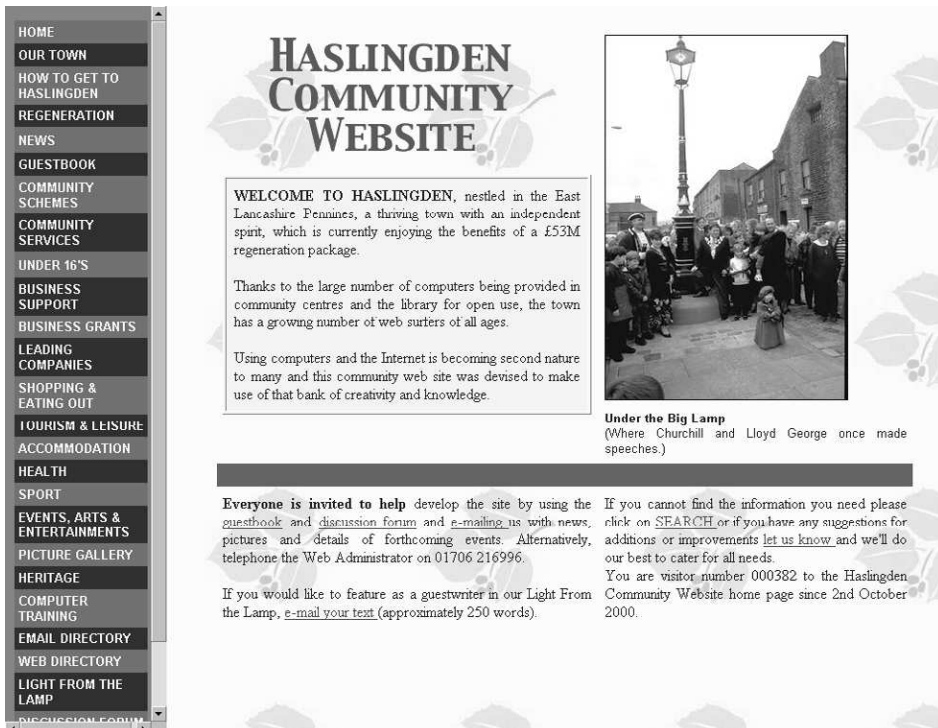 HOME
OUR TOWN
HOW TO GET TO
HASLINGDEN
REGENERATION
NEWS
GUESTBOOK
COMMUNITY
SCHEMES
COMMUNITY
SERVICES
UNDER 16'S
BUSINESS
SUPPORT
BUSINESS GRANTS
LEADING
COMPANIES
SHOPPING &
EATING OUT
TOURISM & LEISURE
ACCOMMODATION
HEALTH
SPORT
EVENTS, ARTS &
ENTERTAINMENTS
PICTURE GALLERY
HERITAGE
COMPUTER
TRAINING
EMAIL DIRECTORY
WEB DIRECTORY
LIGHT FROM THE
LAMP
DISCUSSION FORUM
HASLINGDEN
COMMUNITY
WEBSITE
WELCOME TO HASLINGDEN, nestled in the East
Lancashire Pennines, a thriving town with an independent
spirit, which is currently enjoying the benefits of a £53M
regeneration package.
Thanks to the large number of computers being provided in
community centres and the library for open use, the town
has a growing number of web surfers of all ages.
Using computers and the Internet is becoming second nature
to many and this community web site was devised to make
use of that bank of creativity and knowledge.
Under the Big Lamp
(Where Churchill and Lloyd George once made
speeches.)
Everyone is invited to help develop the site by using the
guestbook and discussion forum and e-mailing us with news,
pictures and details of forthcoming events. Alternatively,
telephone the Web Administrator on 01706 216996.
If you would like to feature as a guestwriter in our Light From
the Lamp, e-mail your text (approximately 250 words).
If you cannot find the information you need please
click on SEARCH or if you have any suggestions for
additions or improvements let us know and we'll do
our best to cater for all needs.
You are visitor number 000382 to the Haslingden
Community Website home page since 2nd October
2000.